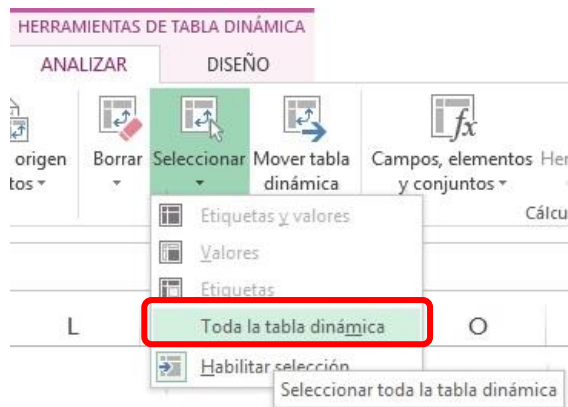 HERRAMIENTAS DE TABLA DINÁMICA
ANALIZAR DISEÑO
origen Borrar Seleccionar Mover tabla Campos, elementos Her
tos dinámica y conjuntos
Etiquetas y valores Cálcu
Valores
Etiquetas
L Toda la tabla dinámica O
Habilitar selección
Seleccionar toda la tabla dinámica